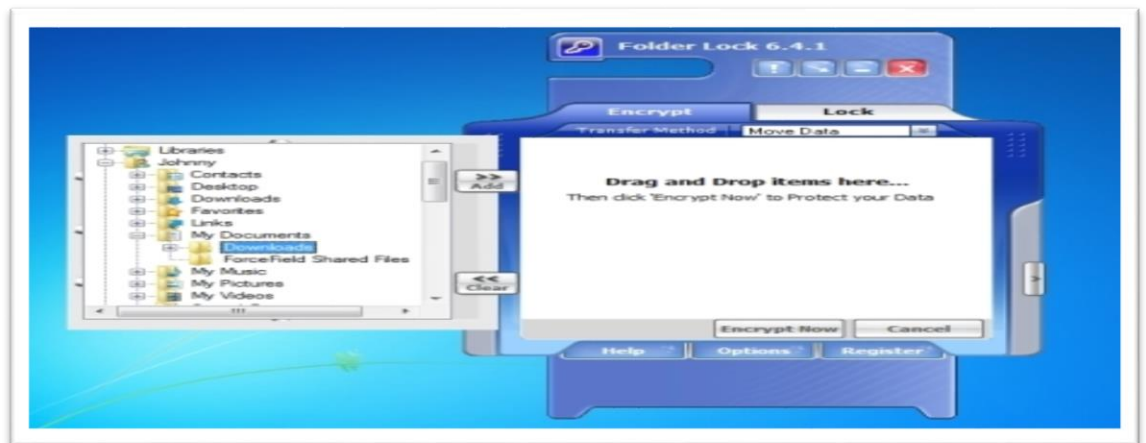 Folder Lock 6.4.1
Encrypt
Lock
Transfer Method
Move Data
Libraries
Johnny
Contacts
Desktop
Downloads
Favorites
Links
My Documents
Downloads
ForceField Shared Files
My Music
My Pictures
My Videos
>>
Add
<<
Clear
Drag and Drop items here...
Then click 'Encrypt Now' to Protect your Data
>
Encrypt Now
Cancel
Help
Options
Register